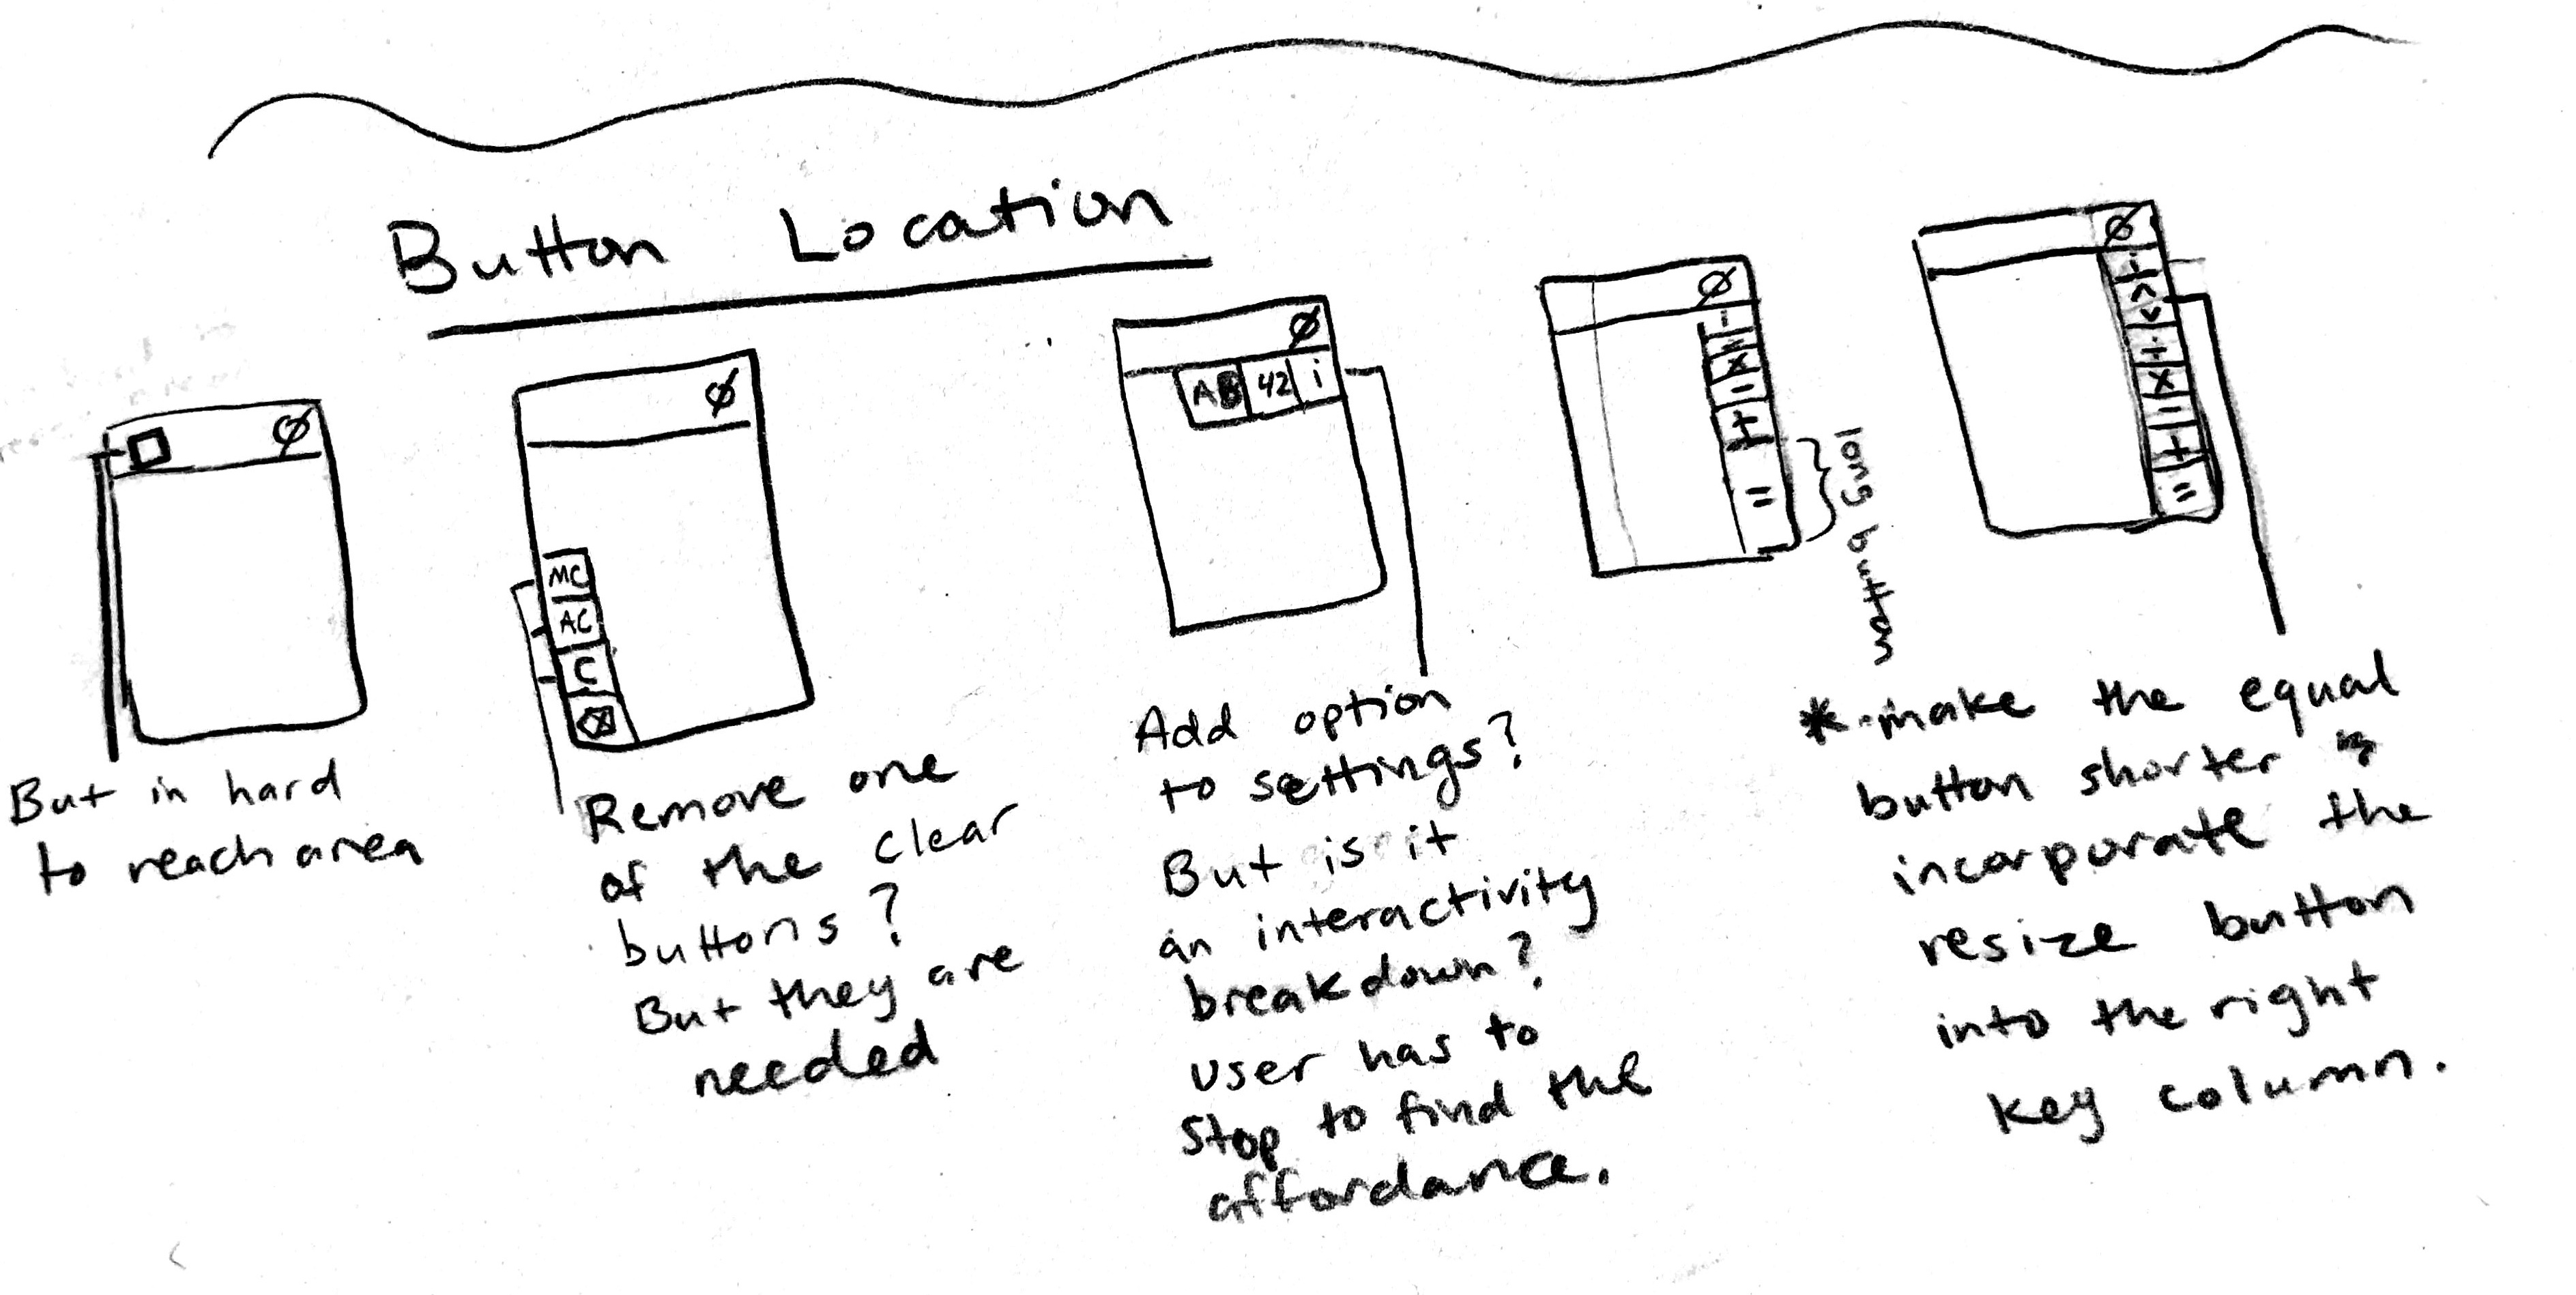 Button Location
Ø
But in hard
to reach area
Ø
MC
AC
C
Remove one
of the clear
buttons?
But they are
needed
Ø
AB 42 i
Add option
to settings?
But is it
an interactivity
breakdown?
user has to
stop to find the
affordance.
Ø
i
X
-
+
=
long button
Ø
i
^
v
÷
X
-
+
=
* make the equal
button shorter &
incorporate the
resize button
into the right
key column.